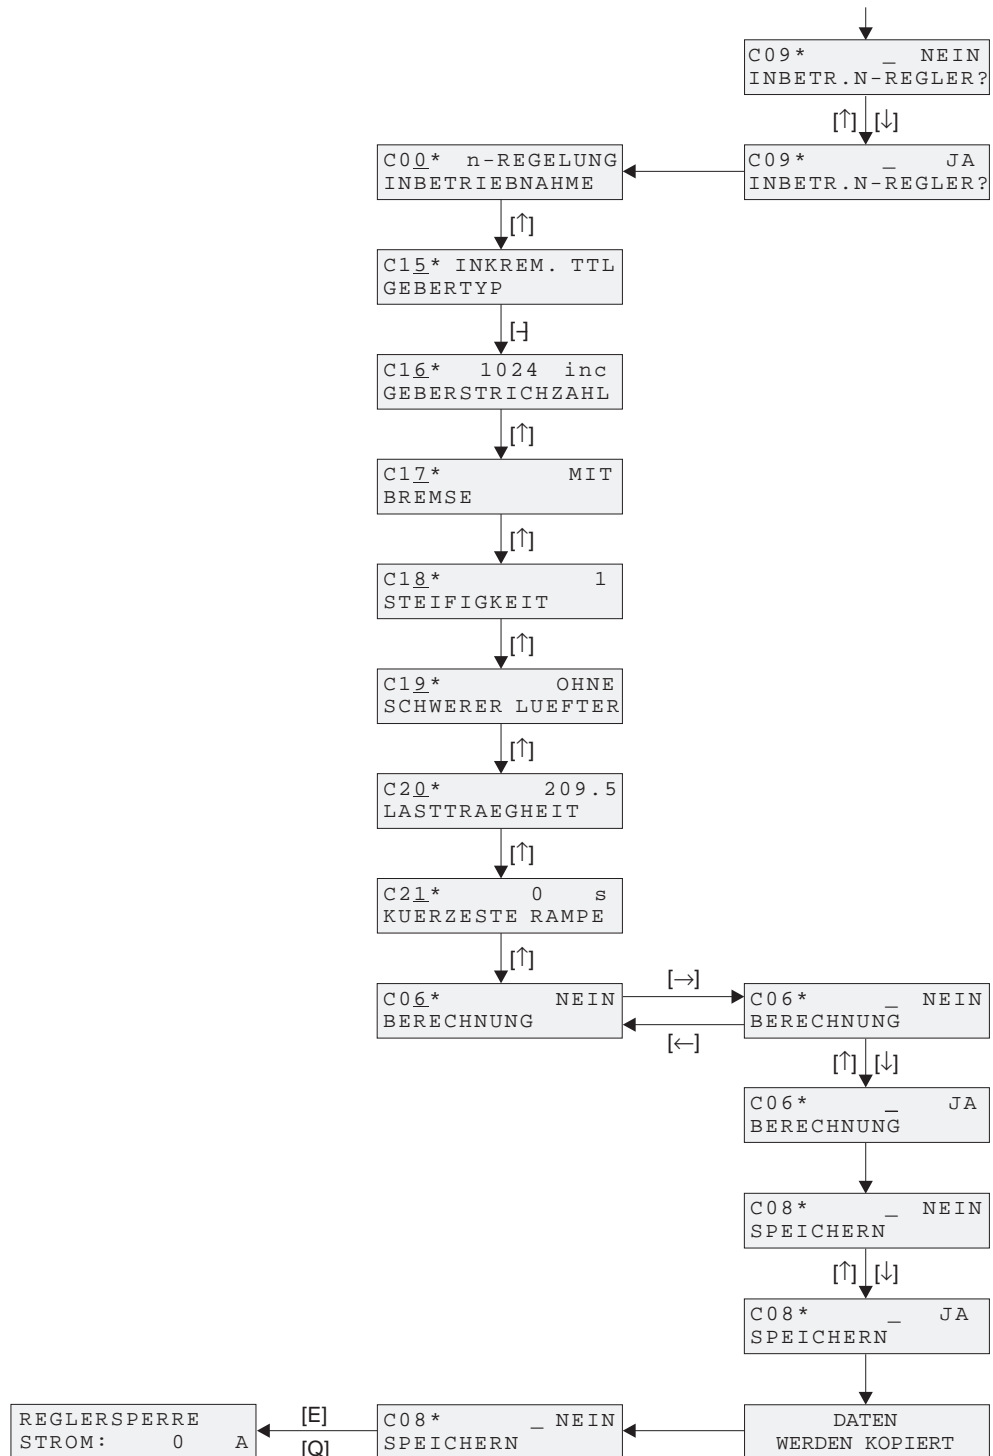 C09* _ NEIN
INBETR.N-REGLER?
[↑] [↓]
C09* _ JA
INBETR.N-REGLER?
C00* n-REGELUNG
INBETRIEBNAHME
[↑]
C15* INKREM. TTL
GEBERTYP
[-]
C16* 1024 inc
GEBERSTRICHZAHL
[↑]
C17* MIT
BREMSE
[↑]
C18* 1
STEIFIGKEIT
[↑]
C19* OHNE
SCHWERER LUEFTER
[↑]
C20* 209.5
LASTTRAEGHEIT
[↑]
C21* 0 s
KUERZESTE RAMPE
[↑]
C06* NEIN
BERECHNUNG
[→]
[←]
C06* _ NEIN
BERECHNUNG
[↑] [↓]
C06* _ JA
BERECHNUNG
C08* _ NEIN
SPEICHERN
[↑] [↓]
C08* _ JA
SPEICHERN
DATEN
WERDEN KOPIERT
C08* _ NEIN
SPEICHERN
[E]
[Q]
REGLERSPERRE
STROM: 0 A